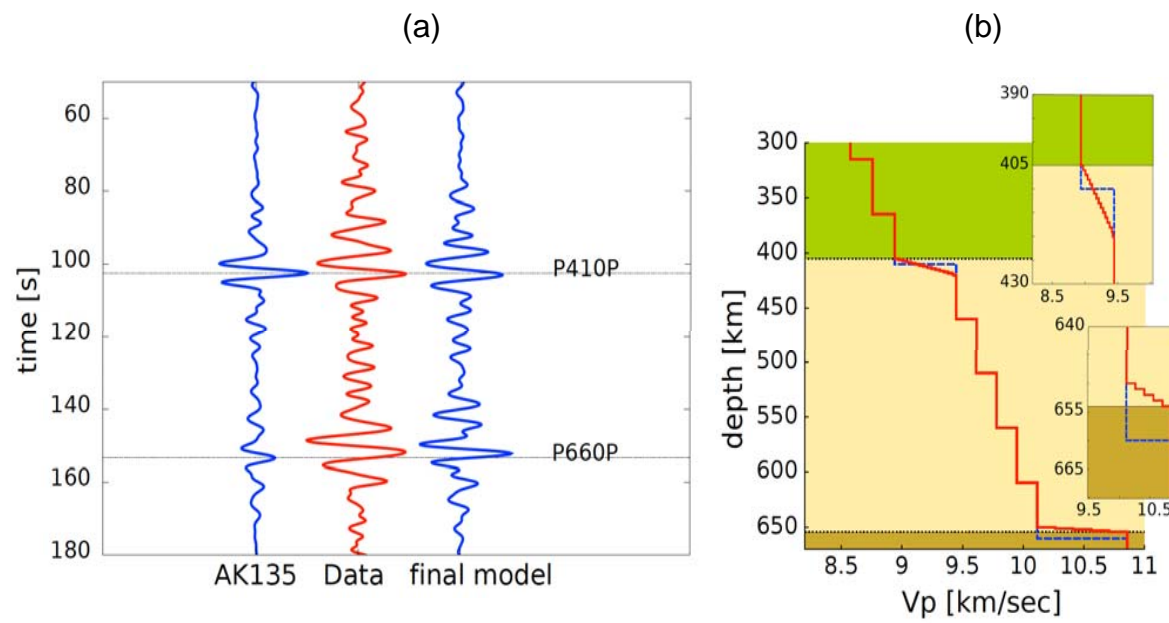 (a)
(b)
60
80
100
120
140
160
180
time [s]
P410P
P660P
AK135 Data final model
300
350
400
450
500
550
600
650
depth [km]
8.5 9 9.5 10 10.5 11
Vp [km/sec]
390
405
430
8.5 9.5
640
655
665
9.5 10.5